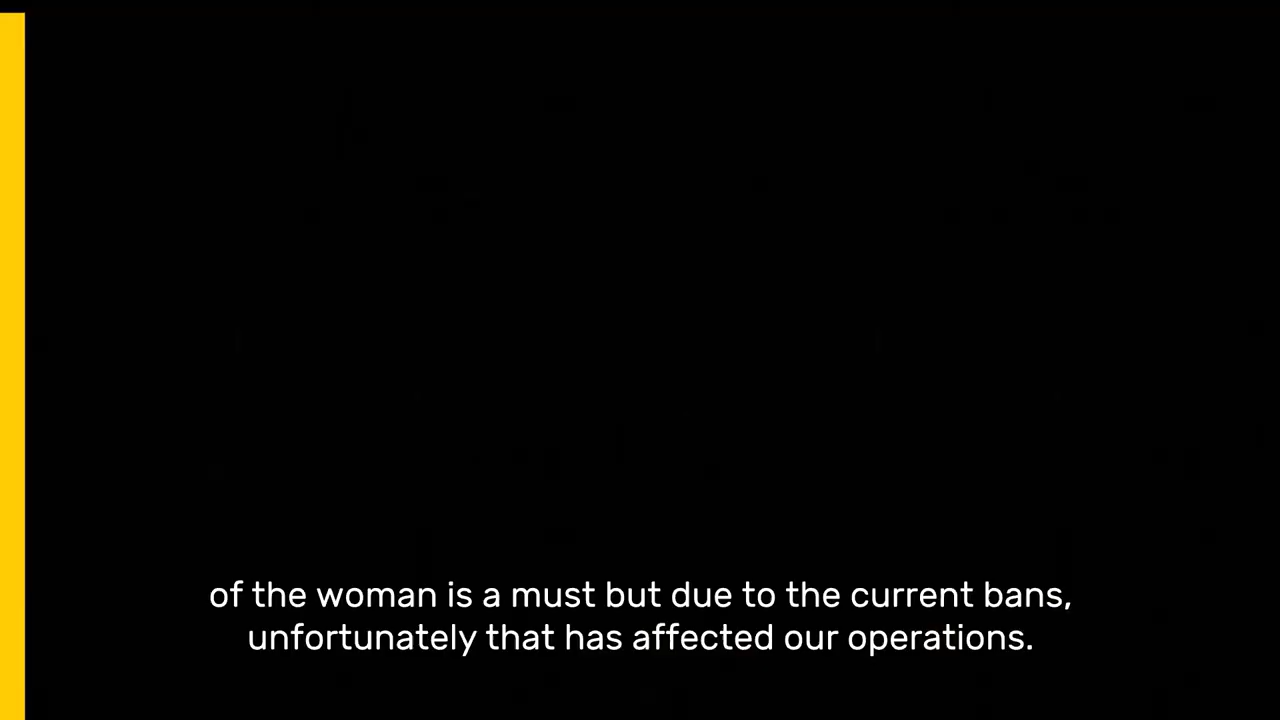 of the woman is a must but due to the current bans,
unfortunately that has affected our operations.